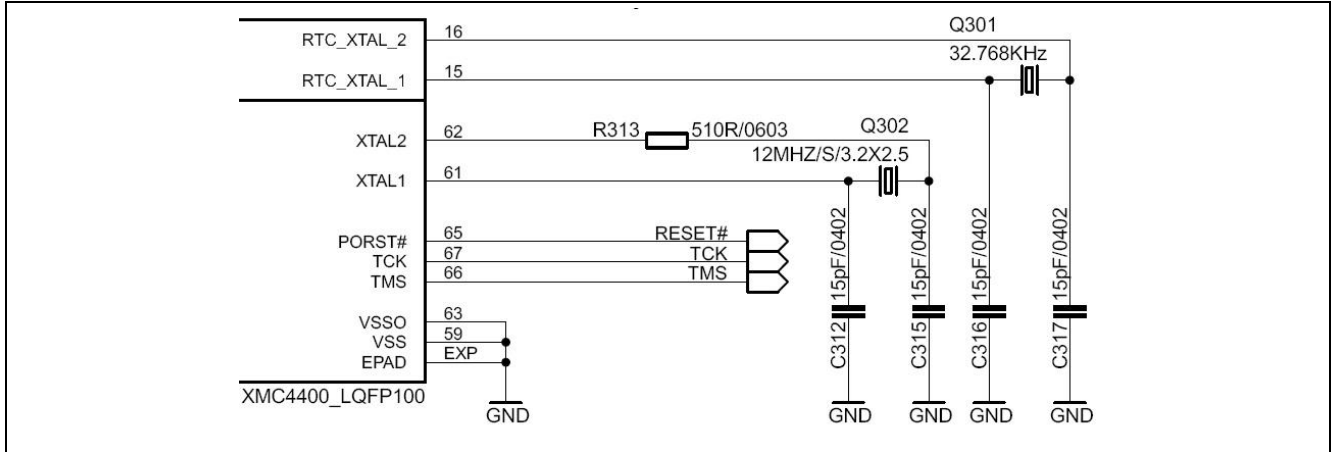 Q301
32.768KHz
RTC_XTAL_2 16
RTC_XTAL_1 15
XTAL2 62 R313 510R/0603 Q302
12MHZ/S/3.2X2.5
XTAL1 61
PORST# 65 RESET#
TCK 67 TCK
TMS 66 TMS
VSSO 63
VSS 59
EPAD EXP
XMC4400_LQFP100
C312 15pF/0402
C315 15pF/0402
C316 15pF/0402
C317 15pF/0402
GND GND GND GND GND